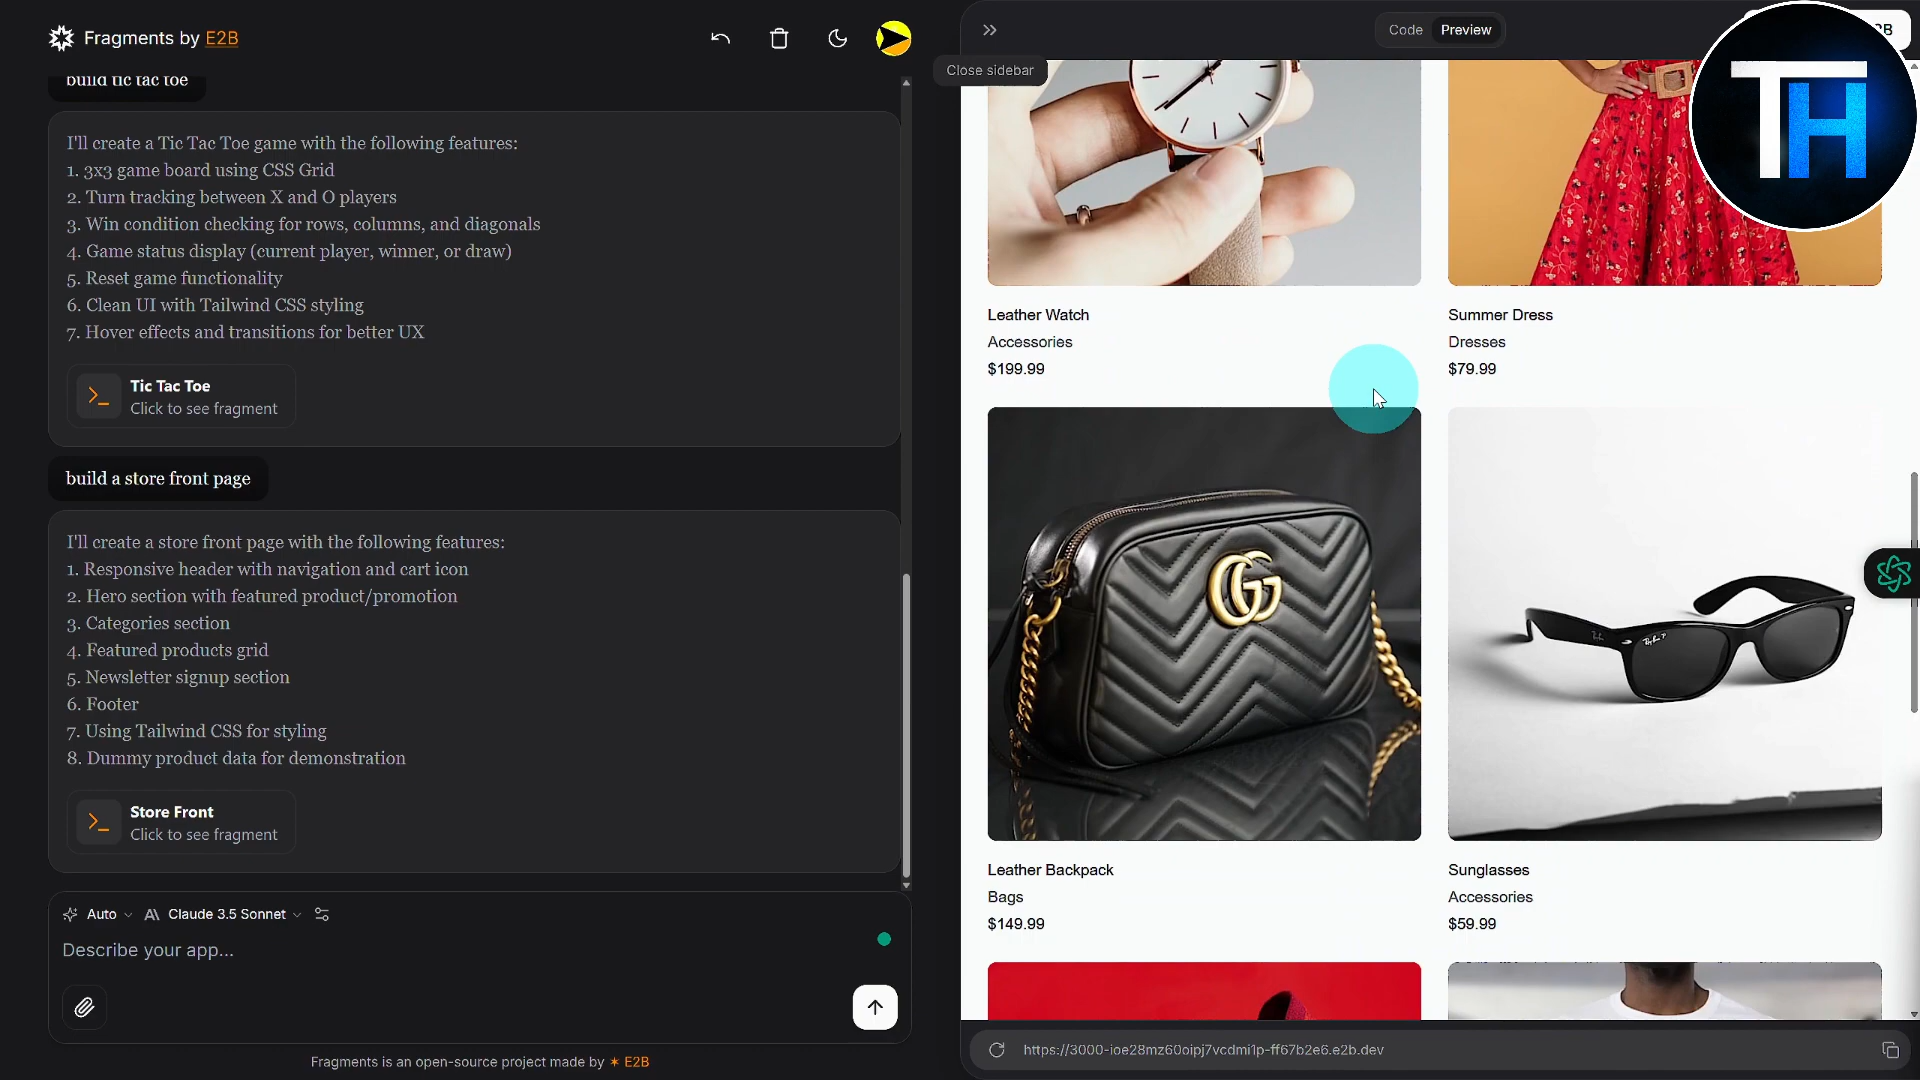 Fragments by E2B
build tic tac toe
I'll create a Tic Tac Toe game with the following features:
1. 3x3 game board using CSS Grid
2. Turn tracking between X and O players
3. Win condition checking for rows, columns, and diagonals
4. Game status display (current player, winner, or draw)
5. Reset game functionality
6. Clean UI with Tailwind CSS styling
7. Hover effects and transitions for better UX
Tic Tac Toe
Click to see fragment
build a store front page
I'll create a store front page with the following features:
1. Responsive header with navigation and cart icon
2. Hero section with featured product/promotion
3. Categories section
4. Featured products grid
5. Newsletter signup section
6. Footer
7. Using Tailwind CSS for styling
8. Dummy product data for demonstration
Store Front
Click to see fragment
Auto
Claude 3.5 Sonnet
Describe your app...
Fragments is an open-source project made by ✶ E2B
Close sidebar
Code Preview
TH
Leather Watch
Accessories
$199.99
Summer Dress
Dresses
$79.99
GG
Ray-Ban P
Leather Backpack
Bags
$149.99
Sunglasses
Accessories
$59.99
https://3000-ioe28mz60oipj7vcdmi1p-ff67b2e6.e2b.dev